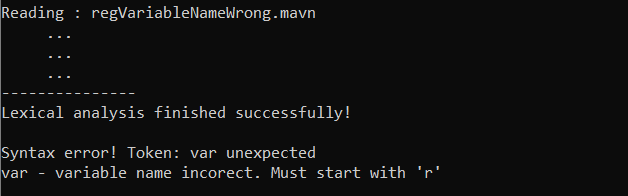 Reading : regVariableNameWrong.mavn
...
...
...
---------------
Lexical analysis finished successfully!
Syntax error! Token: var unexpected
var - variable name incorect. Must start with 'r'